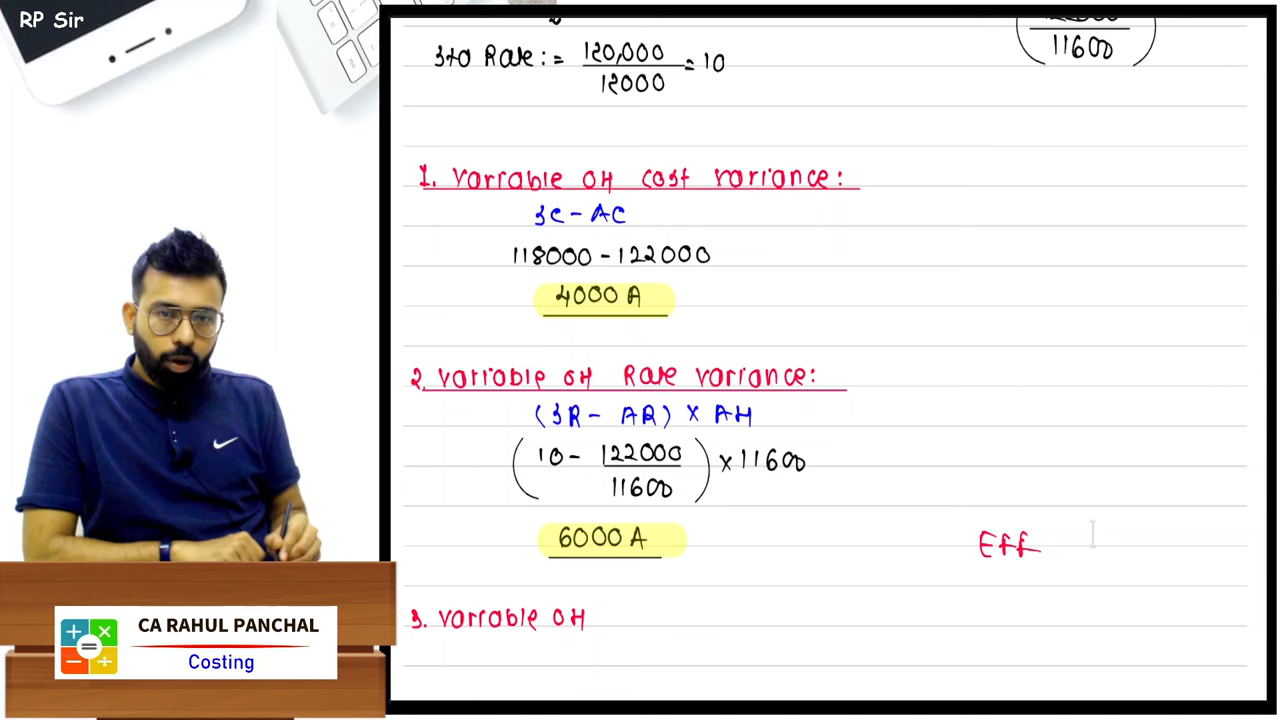 RP Sir
122000
11600
Std Rate := 120,000 = 10
12000
1. Variable OH Cost Variance:
SC - AC
118000 - 122000
4000 A
2. Variable OH Rate Variance:
(SR - AR) × AH
(10 - 122000) × 11600
11600
6000 A
Eff
3. Variable OH
CA RAHUL PANCHAL
Costing